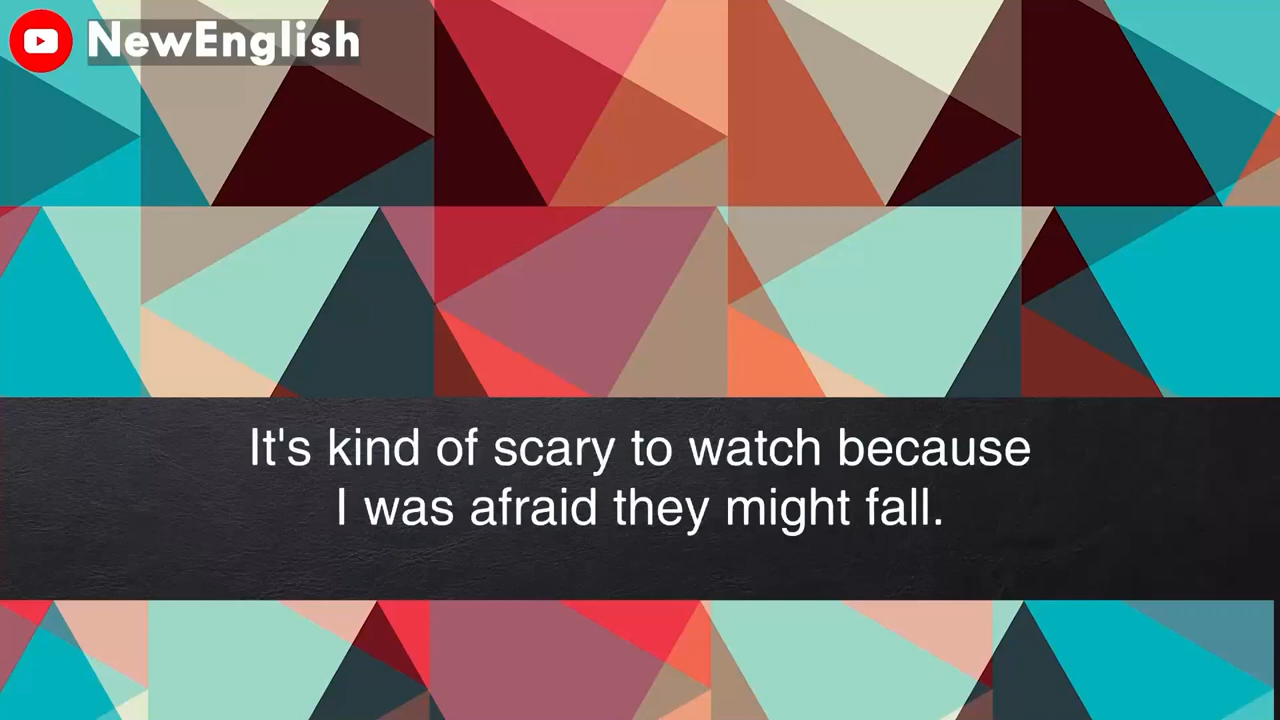 NewEnglish
It's kind of scary to watch because
I was afraid they might fall.